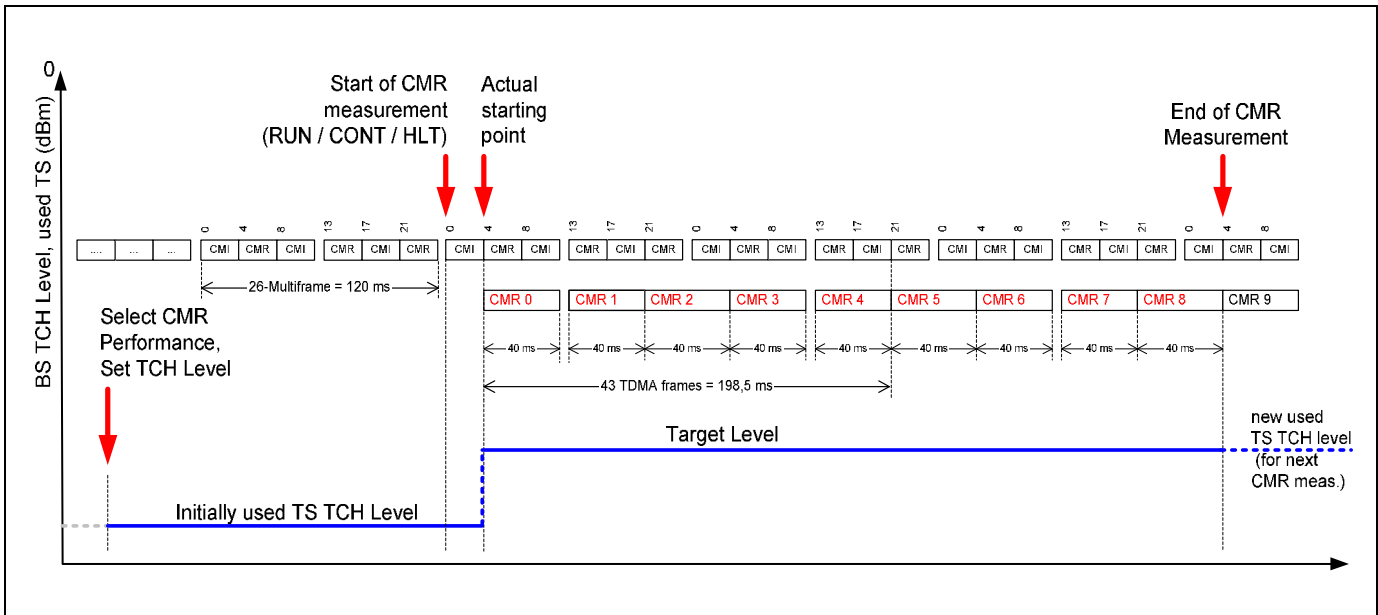 0
BS TCH Level, used TS (dBm)
Start of CMR
measurement
(RUN / CONT / HLT)
Actual
starting
point
End of CMR
Measurement
0 4 8 13 17 21 0 4 8 13 17 21 0 4 8 13 17 21 0 4 8 13 17 21 0 4 8
.... ... ... CMI CMR CMI CMR CMI CMR CMI CMR CMI CMR CMI CMR CMI CMR CMI CMR CMI CMR CMI CMR CMI CMR CMI CMR CMI CMR CMI
26-Multiframe = 120 ms
CMR 0 CMR 1 CMR 2 CMR 3 CMR 4 CMR 5 CMR 6 CMR 7 CMR 8 CMR 9
40 ms 40 ms 40 ms 40 ms 40 ms 40 ms 40 ms 40 ms 40 ms
43 TDMA frames = 198,5 ms
Select CMR
Performance,
Set TCH Level
Target Level
new used
TS TCH level
(for next
CMR meas.)
Initially used TS TCH Level